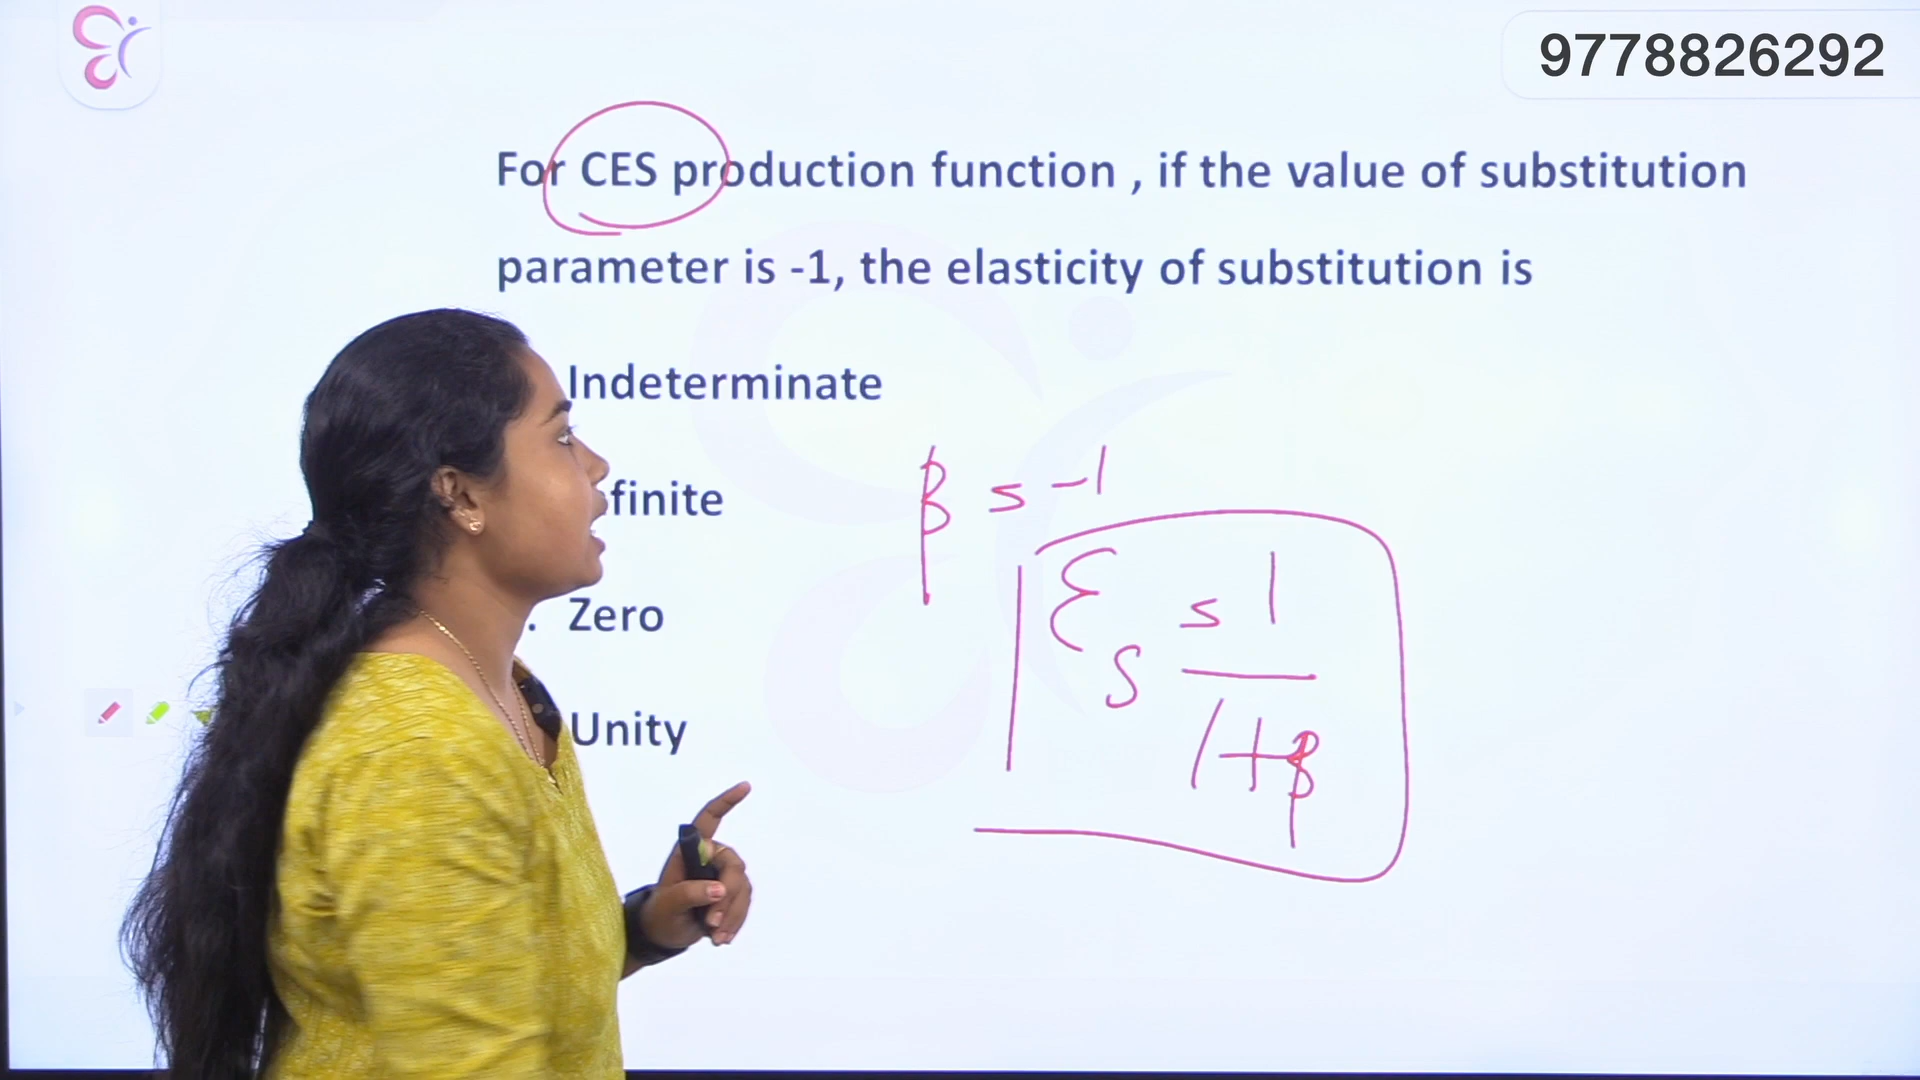 9778826292
For CES production function , if the value of substitution
parameter is -1, the elasticity of substitution is
Indeterminate
finite
. Zero
Unity
β = -1
Ɛs = 1
1+β